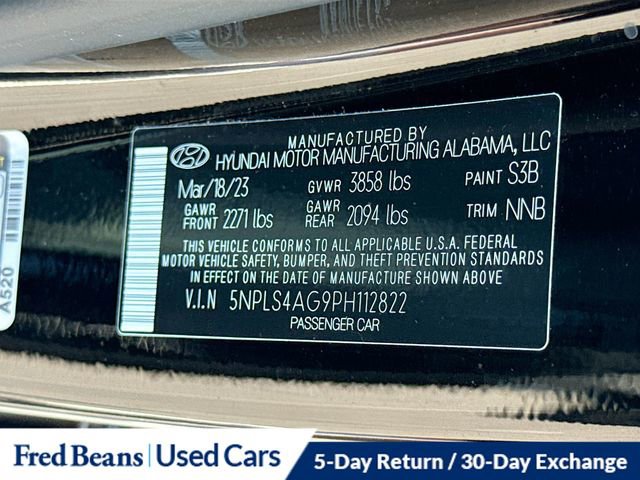 MANUFACTURED BY
HYUNDAI MOTOR MANUFACTURING ALABAMA, LLC
Mar/18/23 GVWR 3858 lbs PAINT S3B
GAWR FRONT 2271 lbs GAWR REAR 2094 lbs TRIM NNB
THIS VEHICLE CONFORMS TO ALL APPLICABLE U.S.A. FEDERAL
MOTOR VEHICLE SAFETY, BUMPER, AND THEFT PREVENTION STANDARDS
IN EFFECT ON THE DATE OF MANUFACTURE SHOWN ABOVE
V.I.N 5NPLS4AG9PH112822
PASSENGER CAR
A520
Fred Beans Used Cars
5-Day Return / 30-Day Exchange